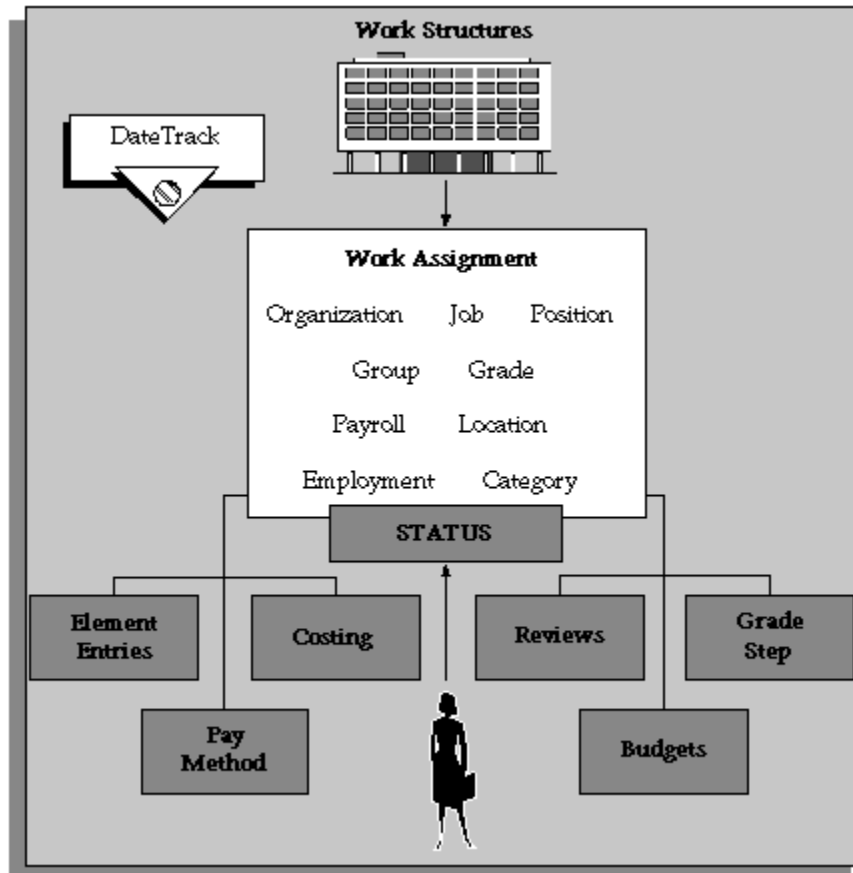 Work Structures
DateTrack
Work Assignment
Organization Job Position
Group Grade
Payroll Location
Employment Category
STATUS
Element
Entries
Costing
Reviews
Grade
Step
Pay
Method
Budgets